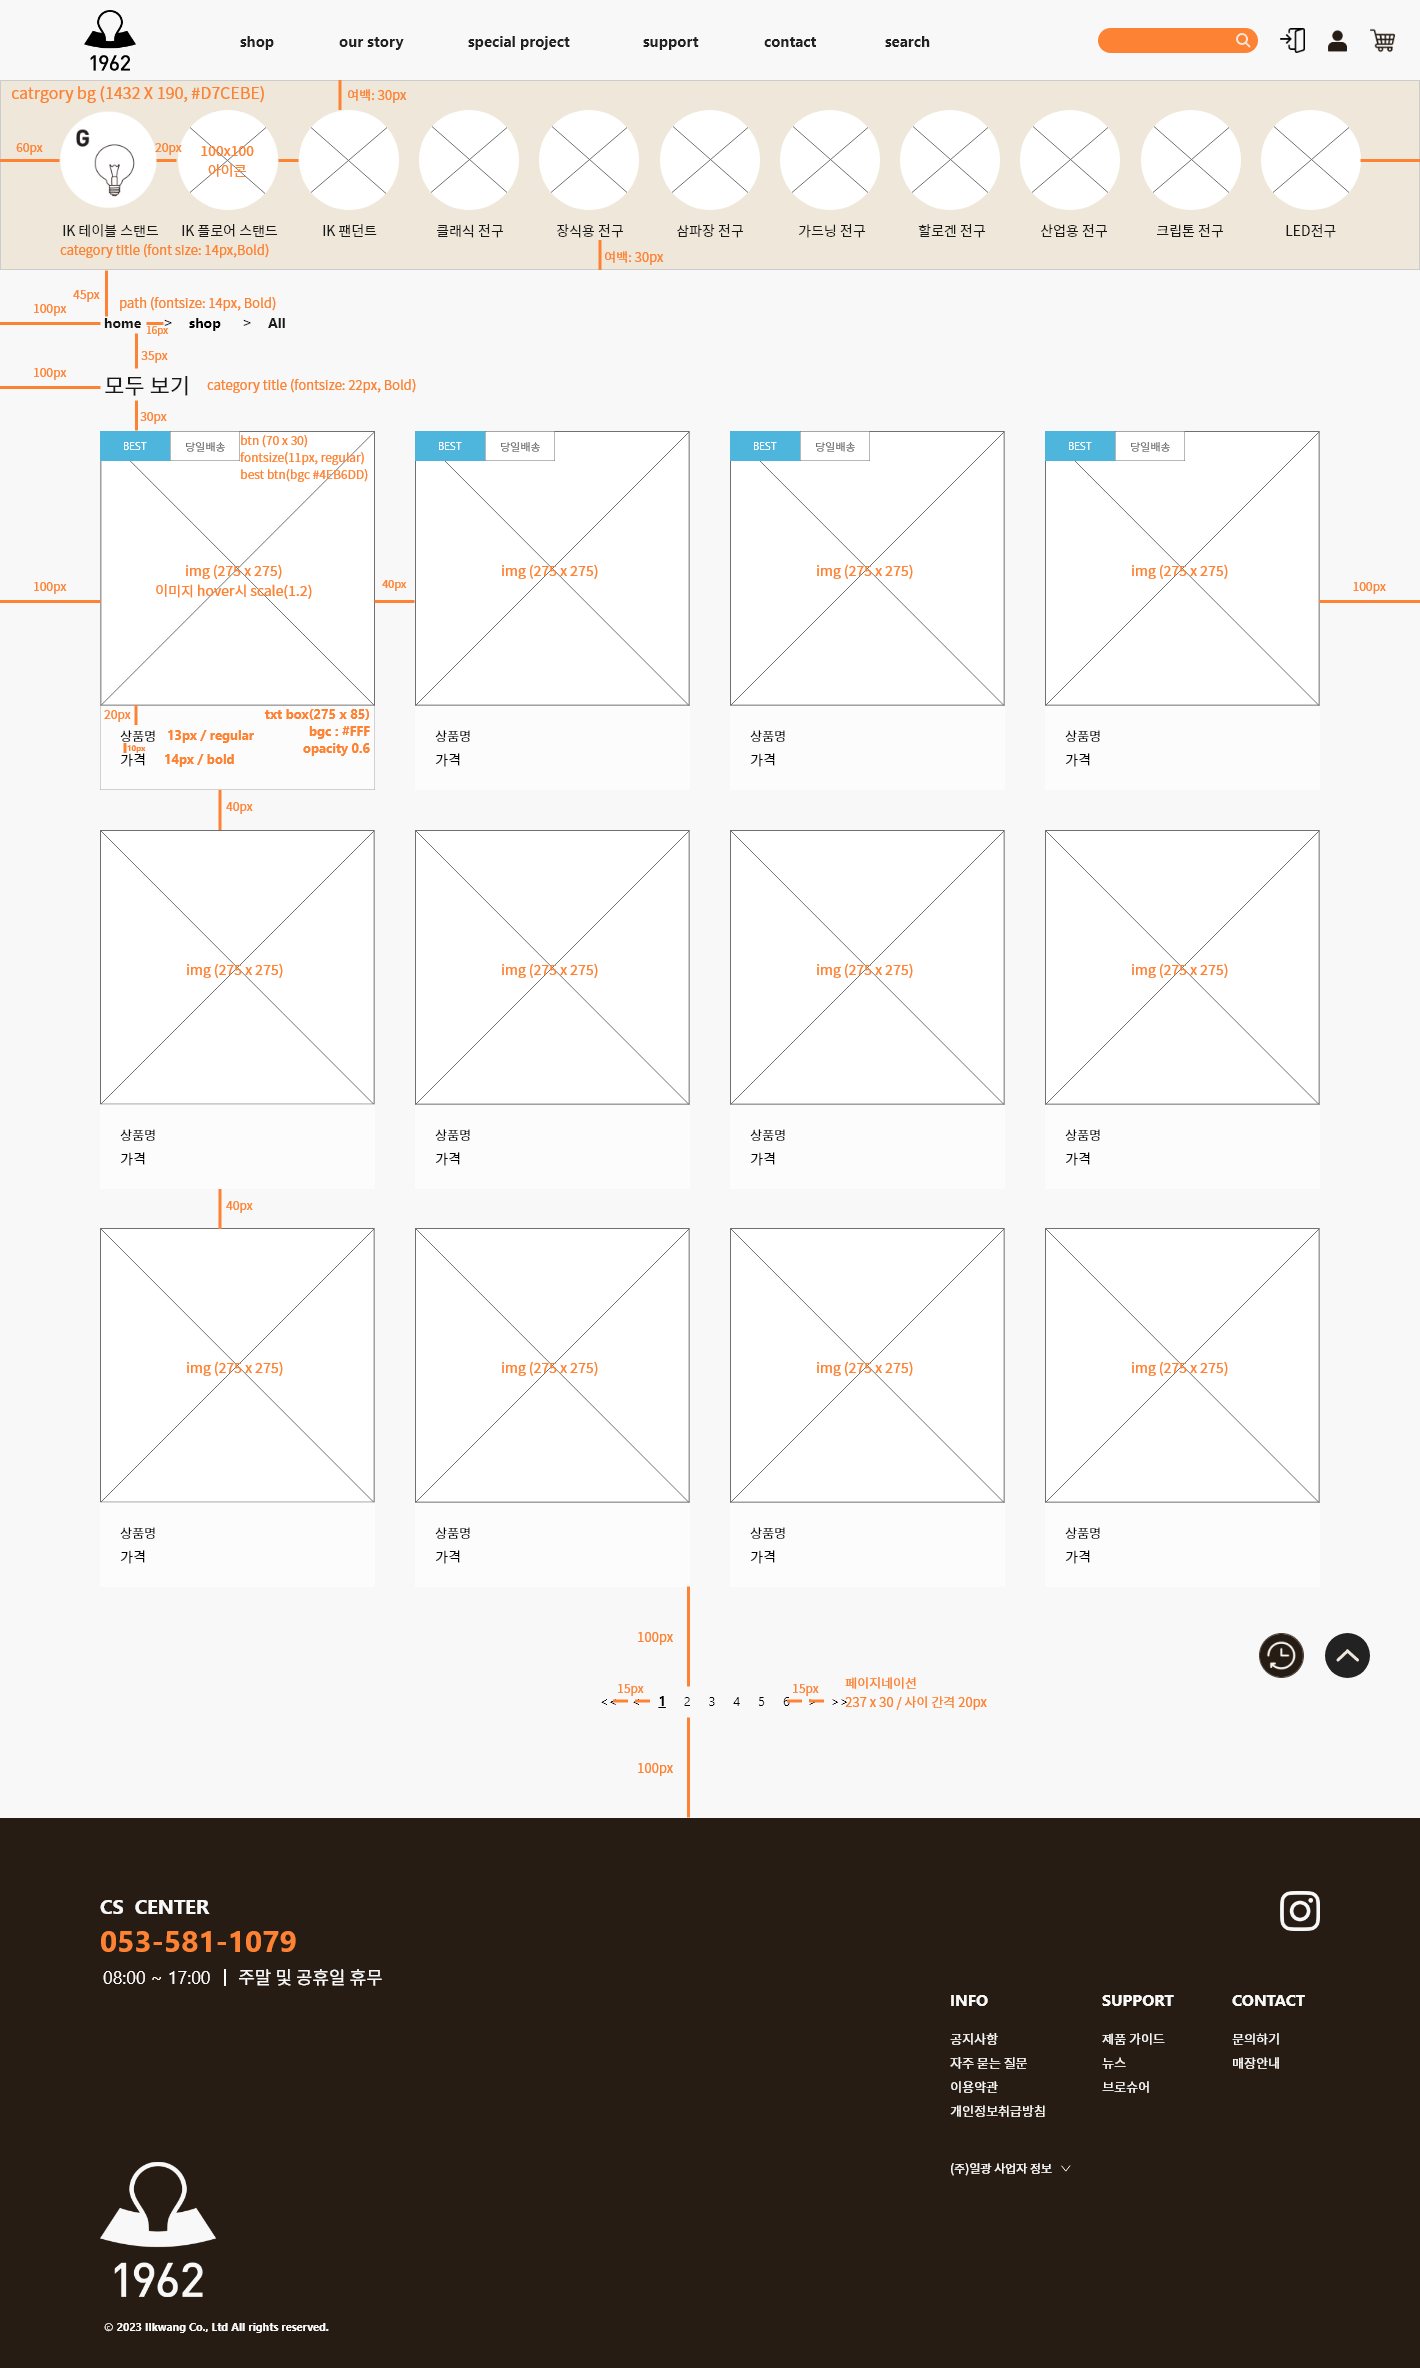 1962
shop
our story
special project
support
contact
search
catrgory bg (1432 X 190, #D7CEBE)
여백: 30px
60px
G
20px
100x100
아이콘
IK 테이블 스탠드
IK 플로어 스탠드
IK 팬던트
클래식 전구
장식용 전구
삼파장 전구
가드닝 전구
할로겐 전구
산업용 전구
크립톤 전구
LED전구
category title (font size: 14px,Bold)
여백: 30px
45px
100px
path (fontsize: 14px, Bold)
home > shop > All
16px
35px
100px
모두 보기
category title (fontsize: 22px, Bold)
30px
BEST
당일배송
btn (70 x 30)
fontsize(11px, regular)
best btn(bgc #4EB6DD)
BEST
당일배송
BEST
당일배송
BEST
당일배송
img (275 x 275)
이미지 hover시 scale(1.2)
img (275 x 275)
img (275 x 275)
img (275 x 275)
100px
40px
100px
20px
txt box(275 x 85)
bgc : #FFF
opacity 0.6
상품명
13px / regular
10px
가격
14px / bold
상품명
가격
상품명
가격
상품명
가격
40px
img (275 x 275)
img (275 x 275)
img (275 x 275)
img (275 x 275)
상품명
가격
상품명
가격
상품명
가격
상품명
가격
40px
img (275 x 275)
img (275 x 275)
img (275 x 275)
img (275 x 275)
상품명
가격
상품명
가격
상품명
가격
상품명
가격
100px
15px
15px
페이지네이션
237 x 30 / 사이 간격 20px
<< < 1 2 3 4 5 6 > >>
100px
CS CENTER
053-581-1079
08:00 ~ 17:00 | 주말 및 공휴일 휴무
INFO
공지사항
자주 묻는 질문
이용약관
개인정보취급방침
SUPPORT
제품 가이드
뉴스
브로슈어
CONTACT
문의하기
매장안내
(주)일광 사업자 정보
1962
© 2023 Ilkwang Co., Ltd All rights reserved.